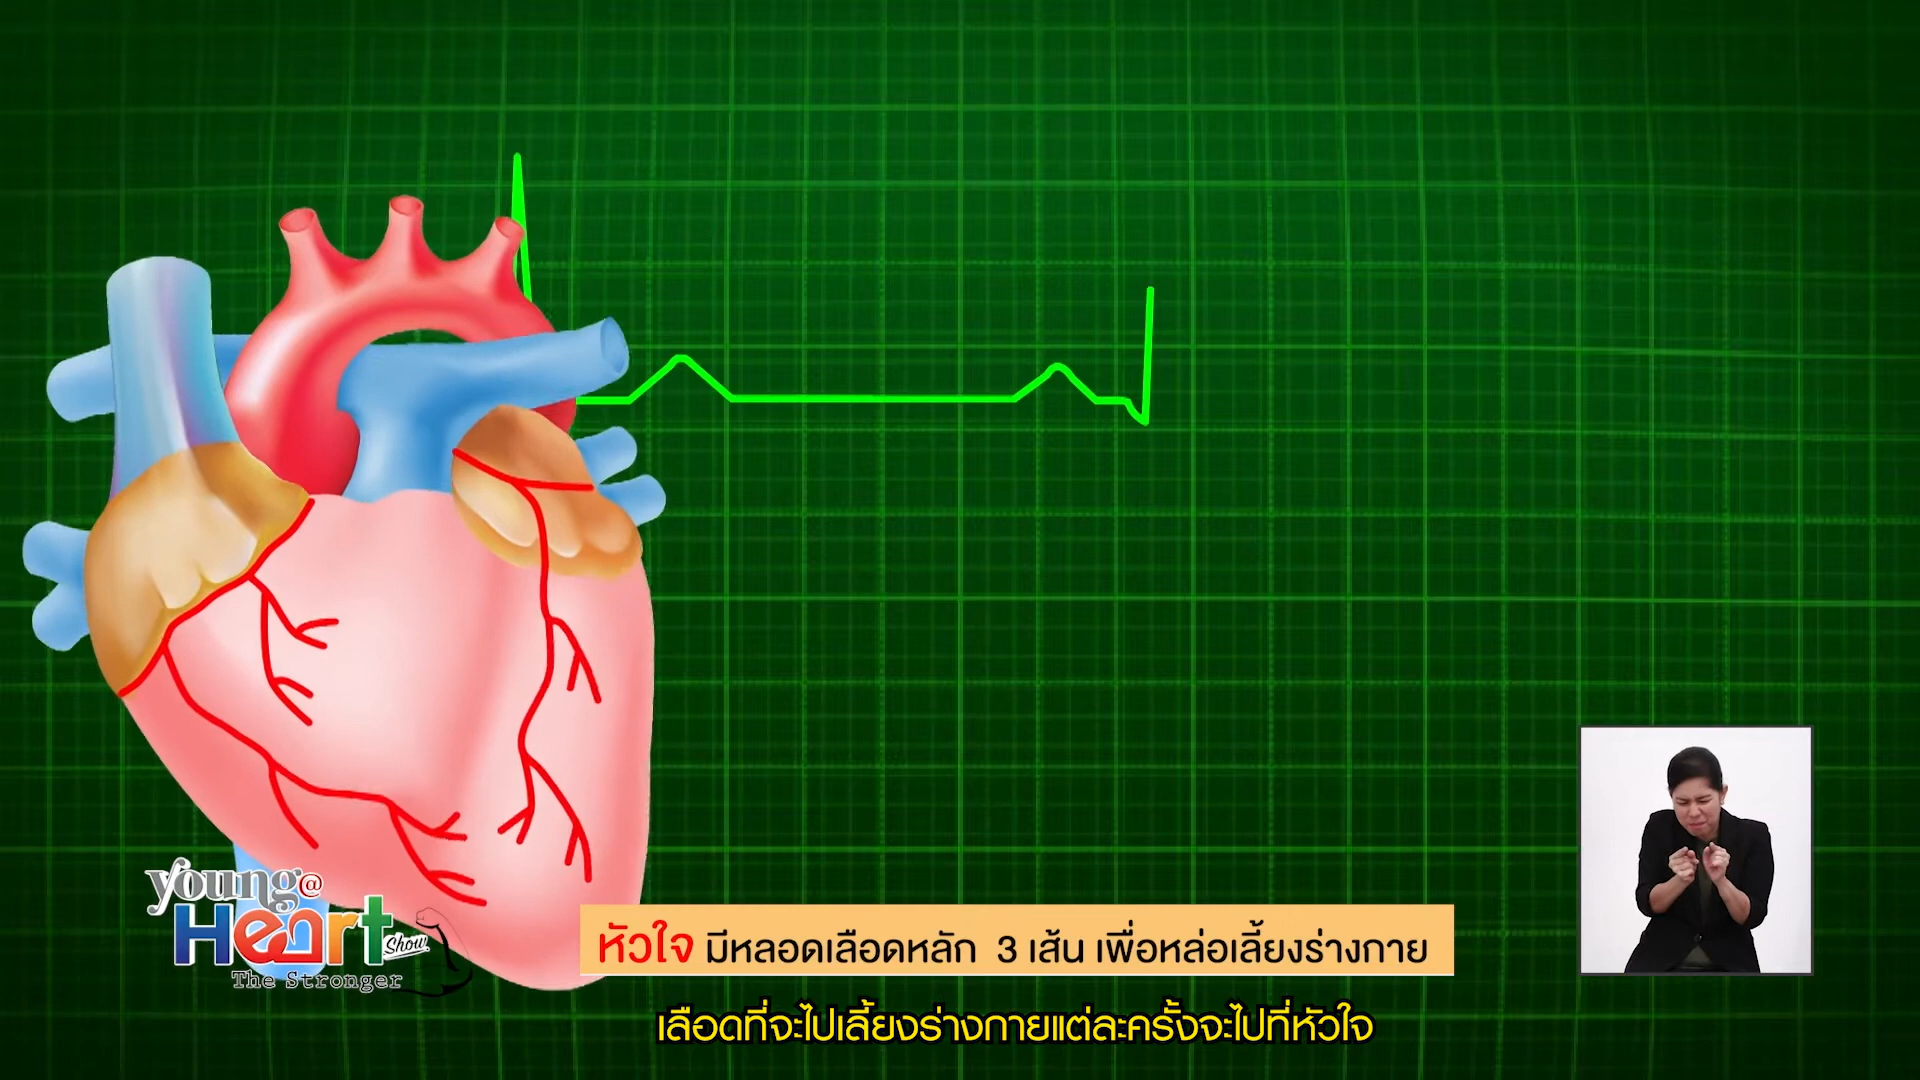 young@
Heart Show
The Stronger
หัวใจ มีหลอดเลือดหลัก 3 เส้น เพื่อหล่อเลี้ยงร่างกาย
เลือดที่จะไปเลี้ยงร่างกายแต่ละครั้งจะไปที่หัวใจ